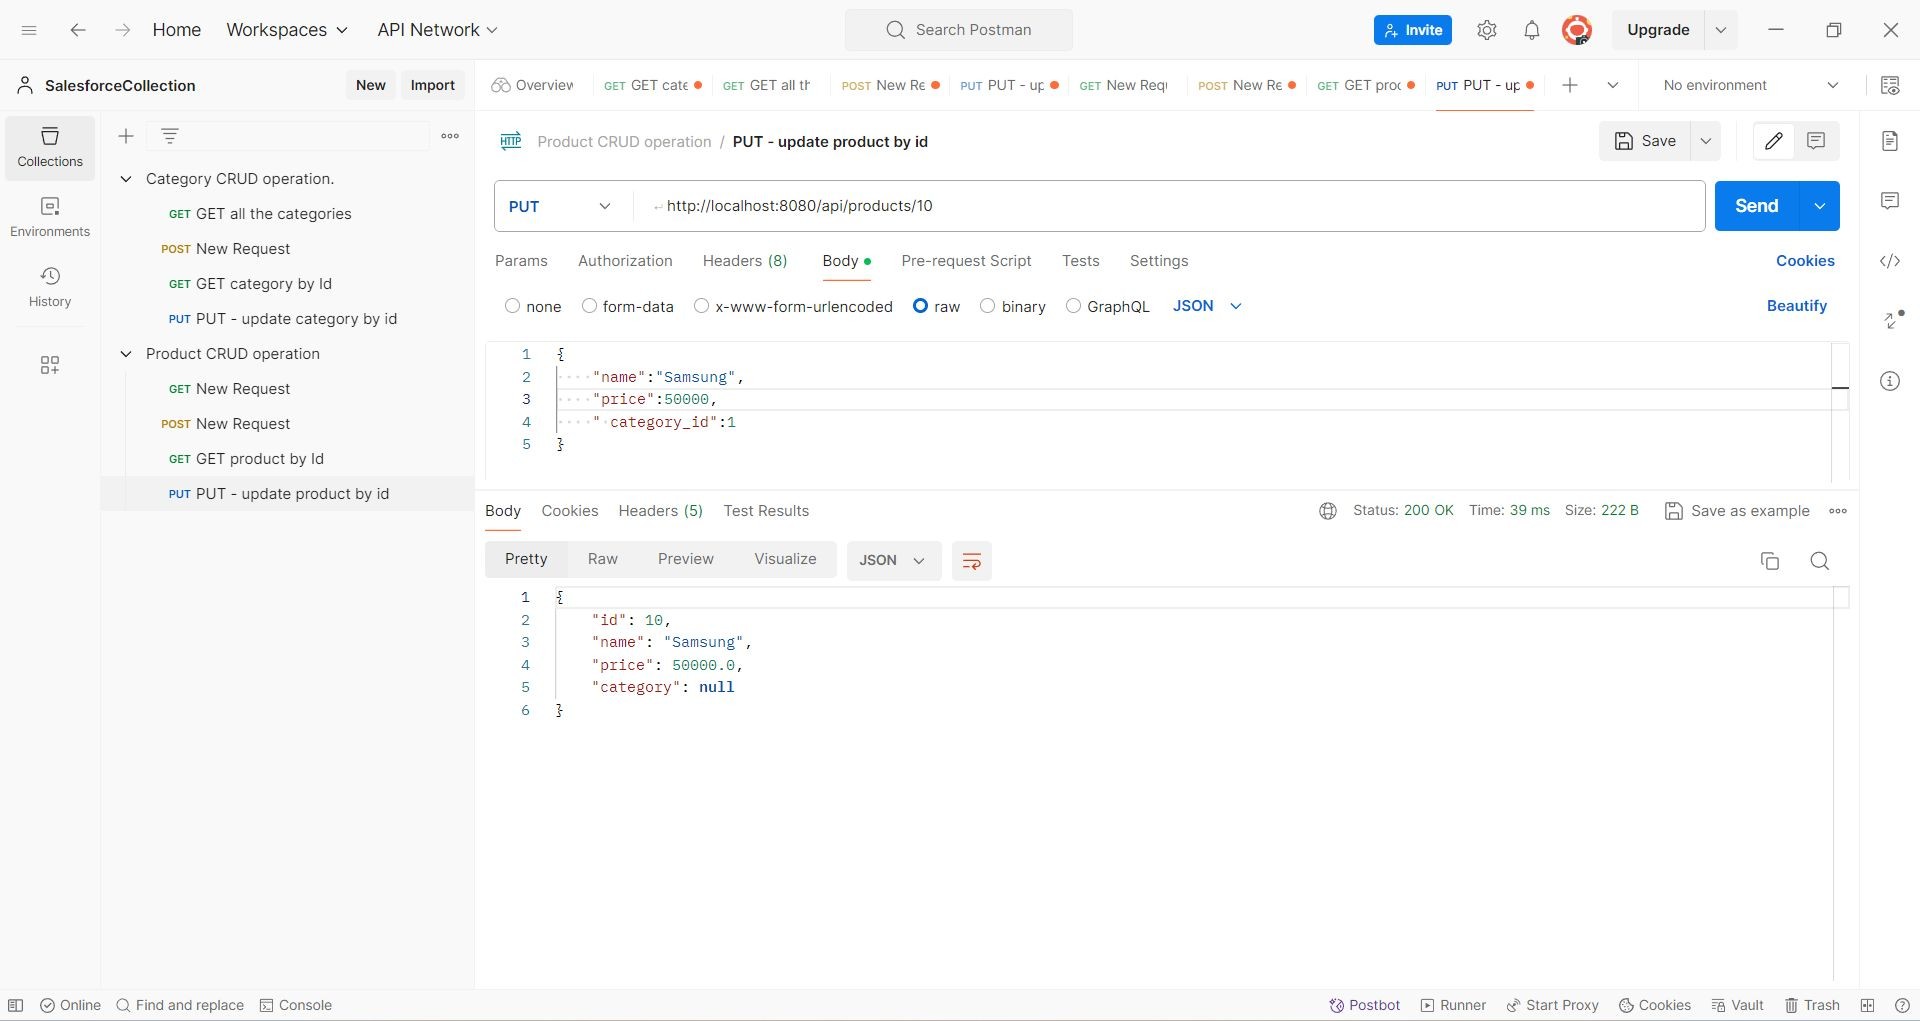 Home
Workspaces
API Network
Search Postman
Invite
Upgrade
SalesforceCollection
New
Import
Overview
GET GET cate
GET GET all th
POST New Re
PUT PUT - up
GET New Requ
POST New Re
GET GET proc
PUT PUT - up
No environment
Collections
Environments
History
Category CRUD operation.
GET GET all the categories
POST New Request
GET GET category by Id
PUT PUT - update category by id
Product CRUD operation
GET New Request
POST New Request
GET GET product by Id
PUT PUT - update product by id
HTTP Product CRUD operation / PUT - update product by id
Save
PUT
http://localhost:8080/api/products/10
Send
Params Authorization Headers (8) Body Pre-request Script Tests Settings
Cookies
none form-data x-www-form-urlencoded raw binary GraphQL JSON
Beautify
1 {
2 "name":"Samsung",
3 "price":50000,
4 " category_id":1
5 }
Body Cookies Headers (5) Test Results
Status: 200 OK Time: 39 ms Size: 222 B
Save as example
Pretty Raw Preview Visualize JSON
1 {
2 "id": 10,
3 "name": "Samsung",
4 "price": 50000.0,
5 "category": null
6 }
Online
Find and replace
Console
Postbot
Runner
Start Proxy
Cookies
Vault
Trash